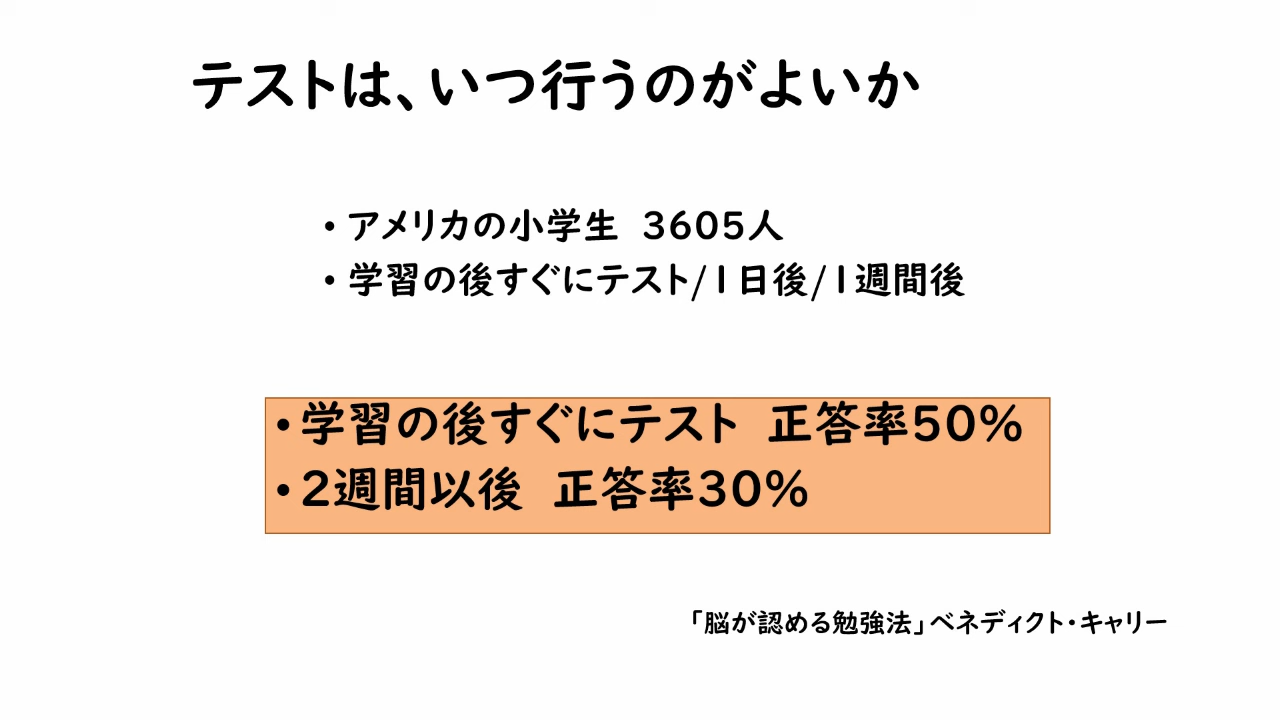 テストは、いつ行うのがよいか
・アメリカの小学生 3605人
・学習の後すぐにテスト/1日後/1週間後
・学習の後すぐにテスト 正答率50%
・2週間以後 正答率30%
「脳が認める勉強法」ベネディクト・キャリー